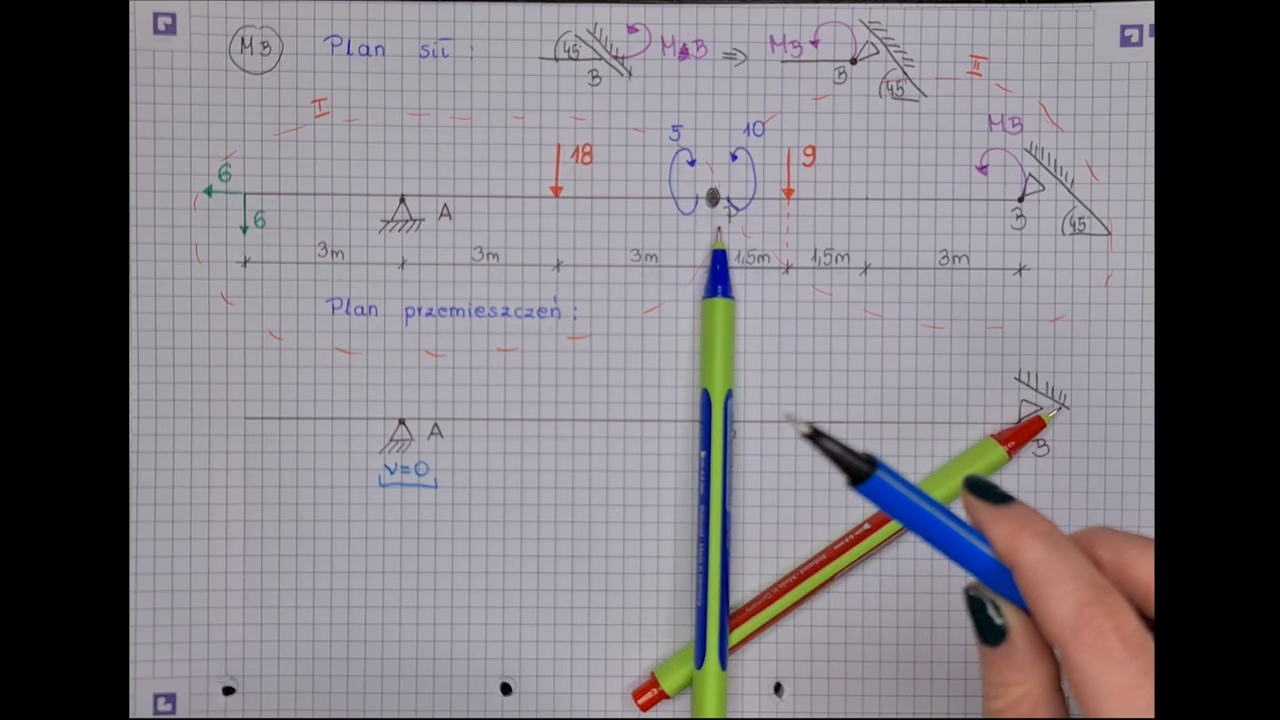 MB Plan sił: 45° B MB ⇒ MB B 45°
I II
6 6 18 5 10 9 MB
A P B 45
3m 3m 3m 1,5m 1,5m 3m
Plan przemieszczeń:
A B
v=0